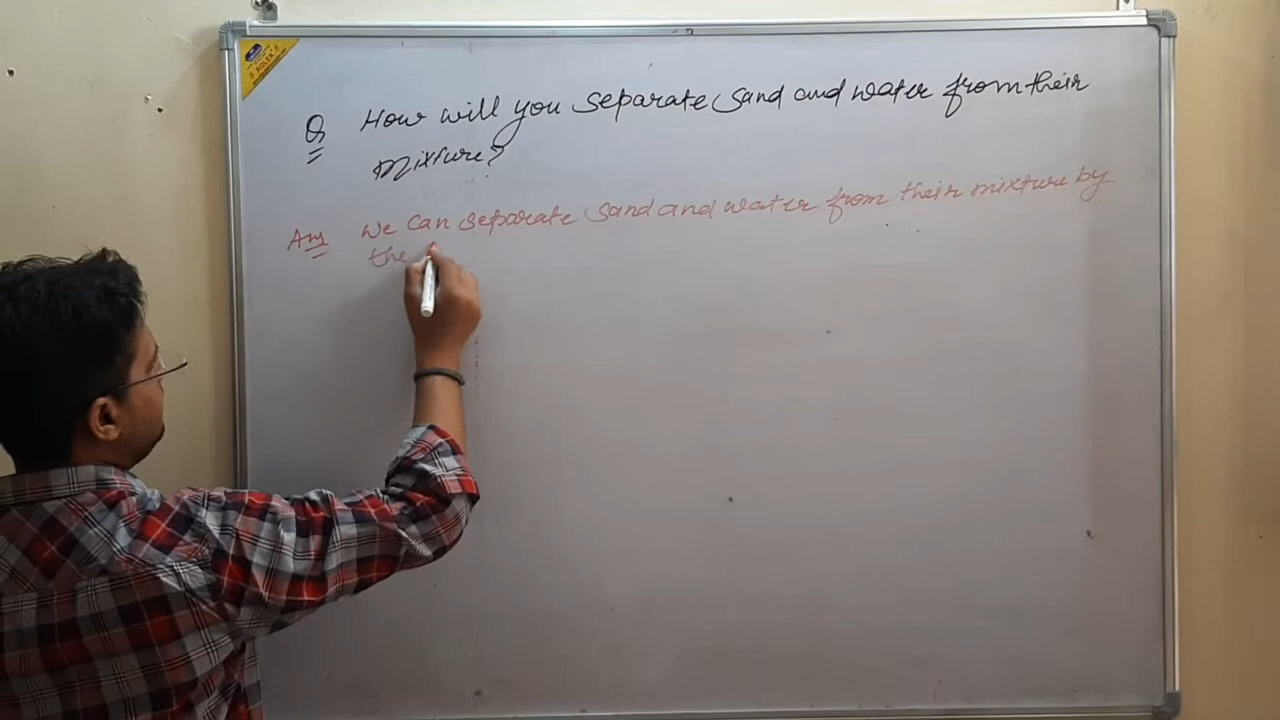 Q How will you separate sand and water from their
mixture?
Ans We can separate sand and water from their mixture by
the